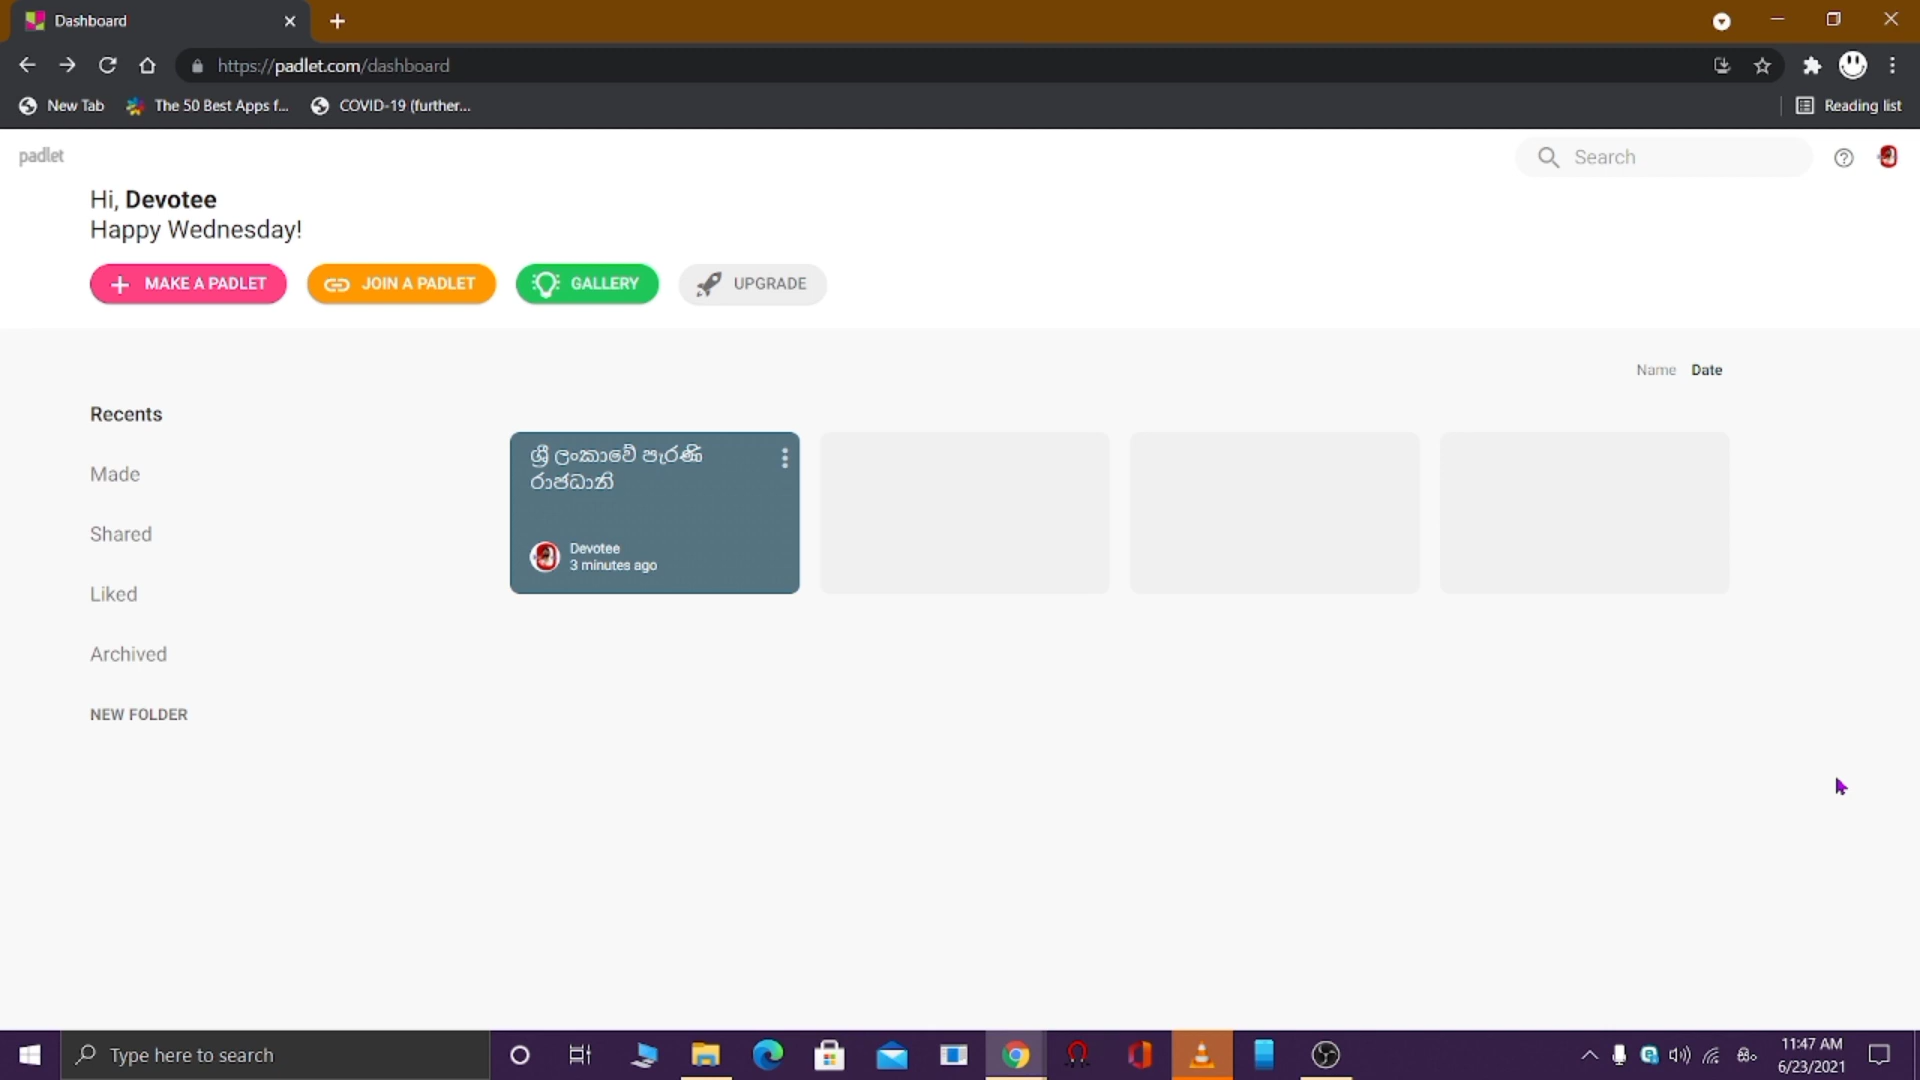 Dashboard
https://padlet.com/dashboard
New Tab
The 50 Best Apps f...
COVID-19 (further...
Reading list
padlet
Search
Hi, Devotee
Happy Wednesday!
MAKE A PADLET
JOIN A PADLET
GALLERY
UPGRADE
Name
Date
Recents
Made
Shared
Liked
Archived
NEW FOLDER
ශ්‍රී ලංකාවේ පැරණි
රාජධානි
Devotee
3 minutes ago
Type here to search
11:47 AM
6/23/2021